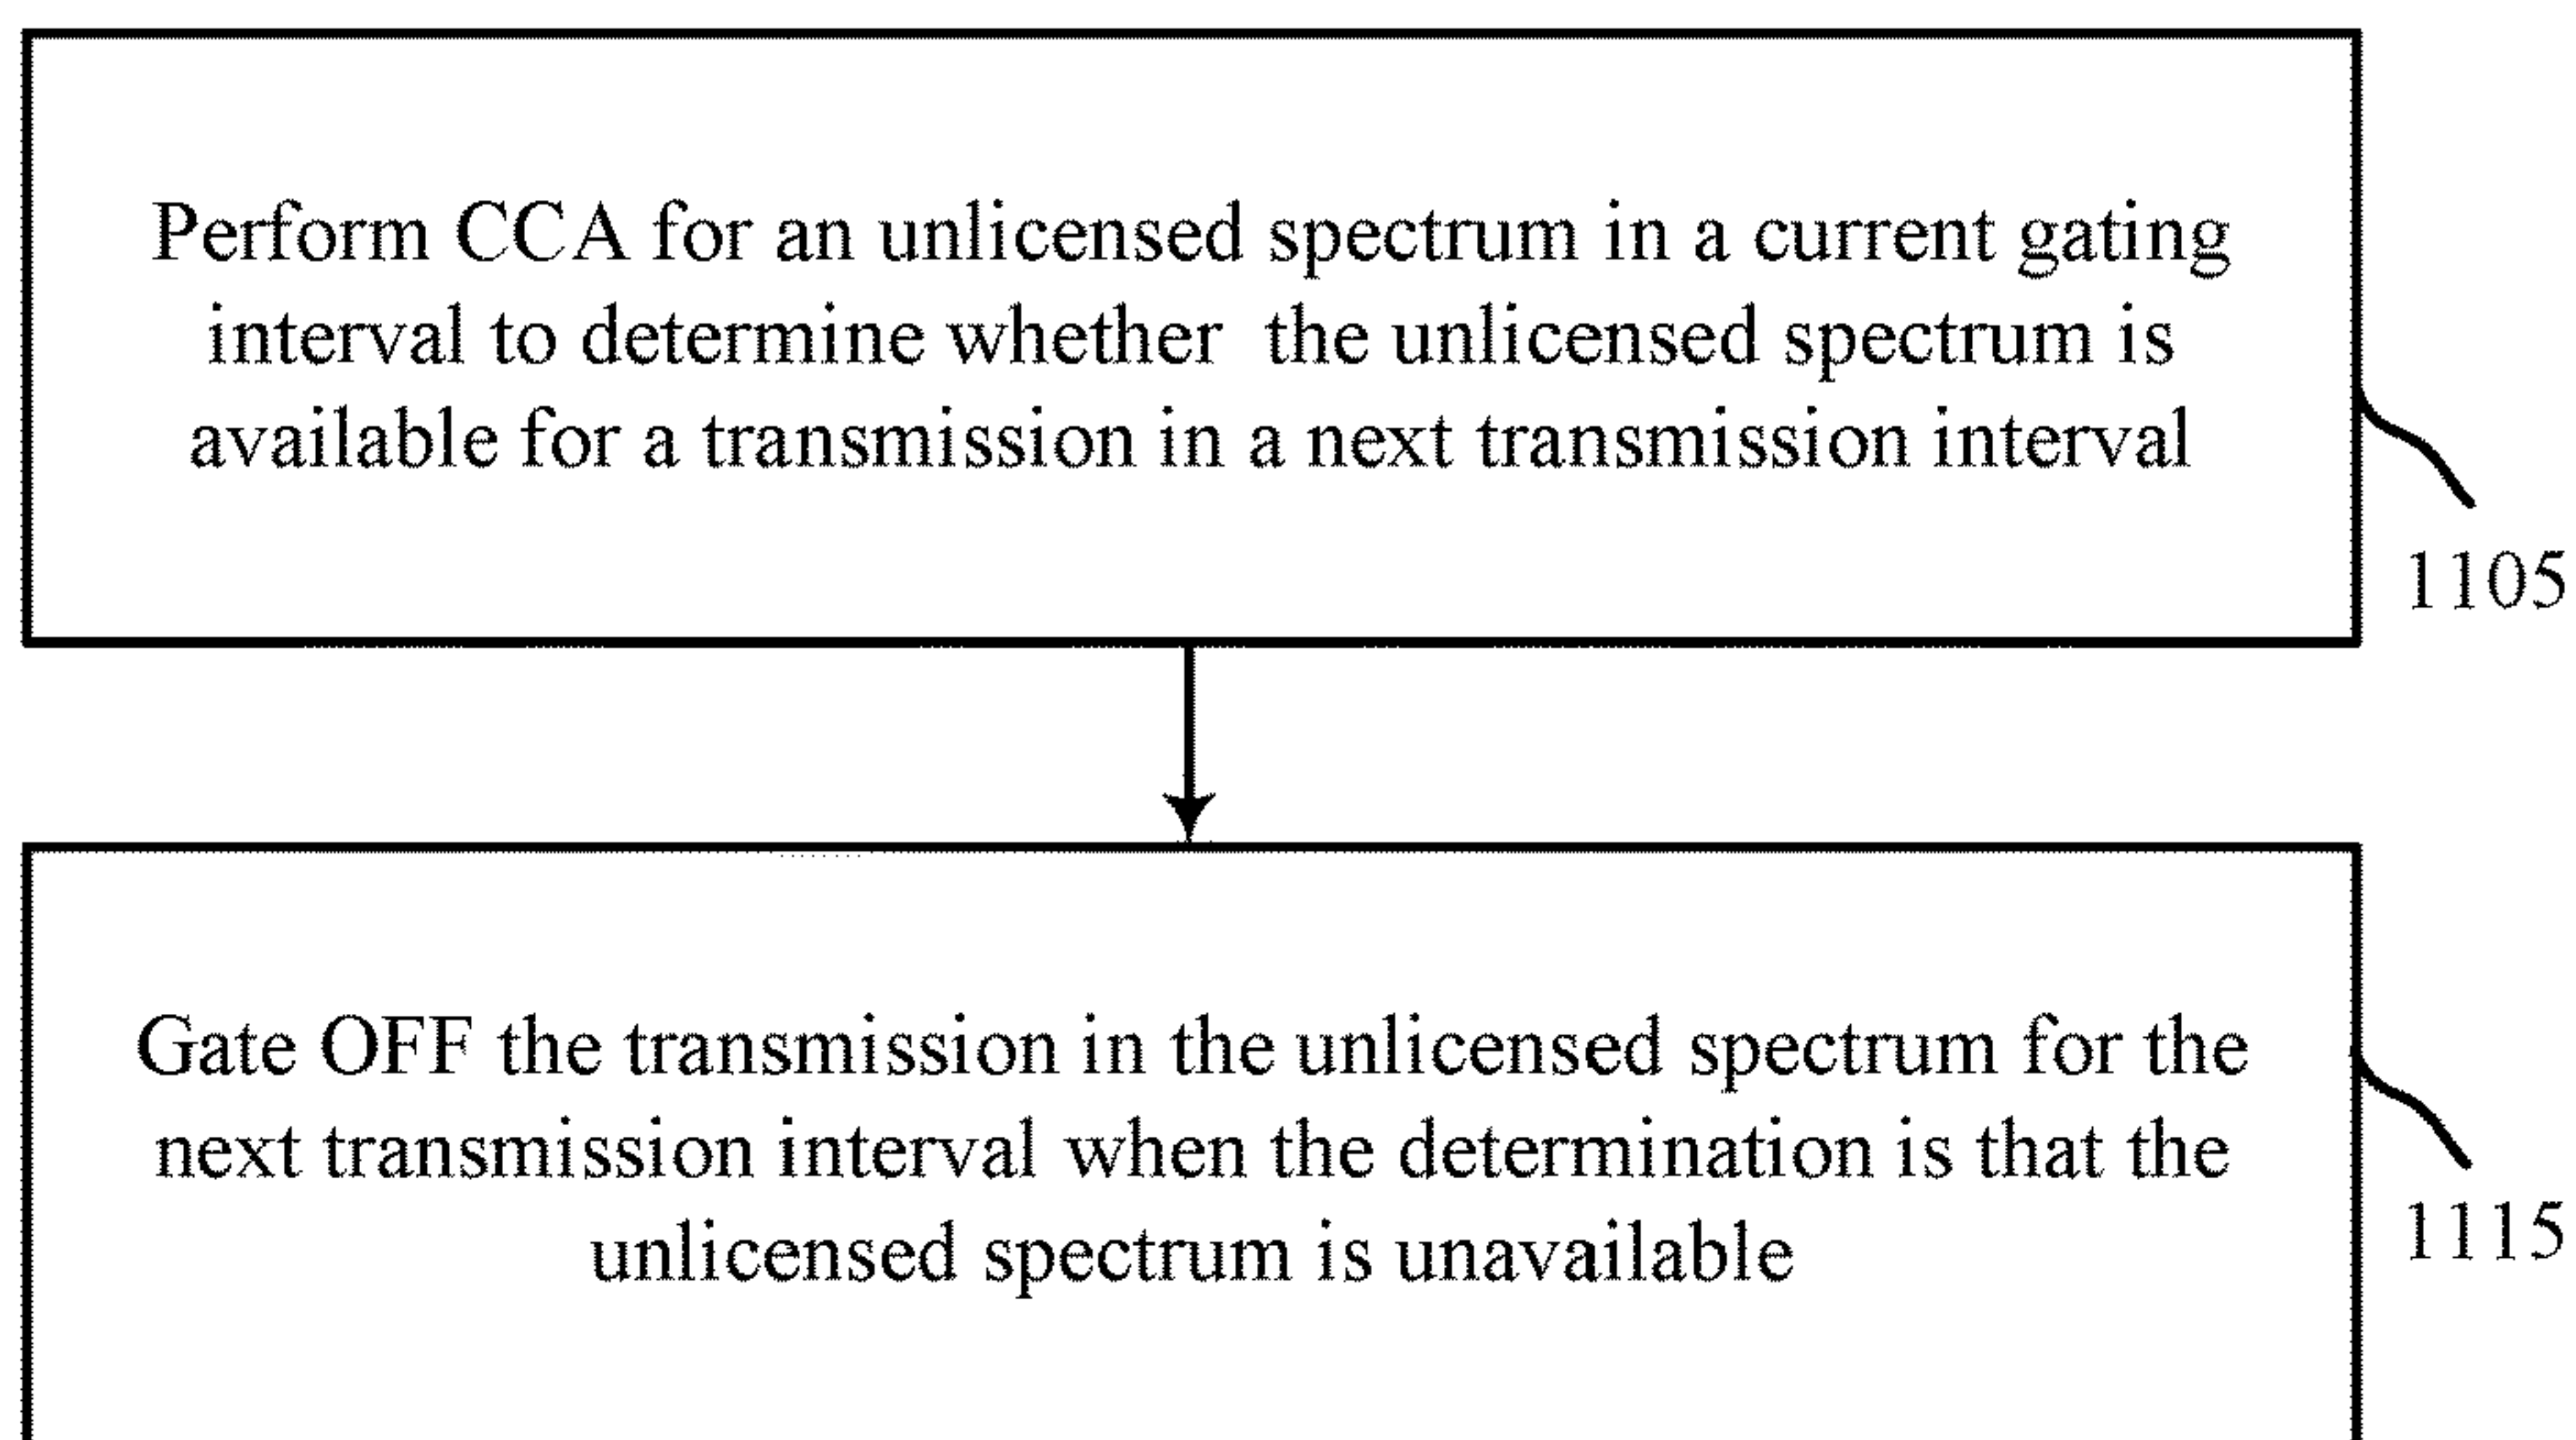 Perform CCA for an unlicensed spectrum in a current gating
interval to determine whether the unlicensed spectrum is
available for a transmission in a next transmission interval
1105
Gate OFF the transmission in the unlicensed spectrum for the
next transmission interval when the determination is that the
unlicensed spectrum is unavailable
1115